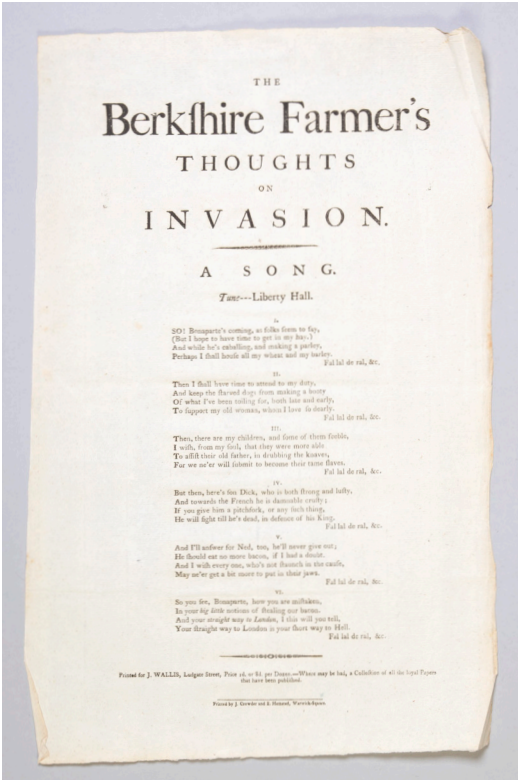 THE
Berkſhire Farmer's
THOUGHTS
ON
INVASION.
A SONG.
Tune---Liberty Hall.
I.
SO! Bonaparte's coming, as folks ſeem to ſay,
(But I hope to have time to get in my hay.)
And while he's caballing, and making a parley,
Perhaps I ſhall houſe all my wheat and my barley.
Fal lal de ral, &c.
II.
Then I ſhall have time to attend to my duty,
And keep the ſtarved dogs from making a booty
Of what I've been toiling for, both late and early,
To ſupport my old woman, whom I love ſo dearly.
Fal lal de ral, &c.
III.
Then, there are my children, and ſome of them feeble,
I wiſh, from my ſoul, that they were more able
To aſſiſt their old father, in drubbing the knaves,
For we ne'er will ſubmit to become their tame ſlaves.
Fal lal de ral, &c.
IV.
But then, here's ſon Dick, who is both ſtrong and luſty,
And towards the French he is damnable cruſty;
If you give him a pitchfork, or any ſuch thing,
He will fight till he's dead, in defence of his King.
Fal lal de ral, &c.
V.
And I'll anſwer for Ned, too, he'll never give out;
He ſhould eat no more bacon, if I had a doubt.
And I wiſh every one, who's not ſtaunch in the cauſe,
May ne'er get a bit more to put in their jaws.
Fal lal de ral, &c.
VI.
So you ſee, Bonaparte, how you are miſtaken,
In your big little notions of ſtealing our bacon.
And your straight way to London, I this will you tell,
Your ſtraight way to London is your ſhort way to Hell.
Fal lal de ral, &c.
Printed for J. WALLIS, Ludgate Street, Price 1d. or 8d. per Dozen.—Where may be had, a Collection of all the loyal Papers
that have been publiſhed.
Printed by J. and S. Warwick-Square.